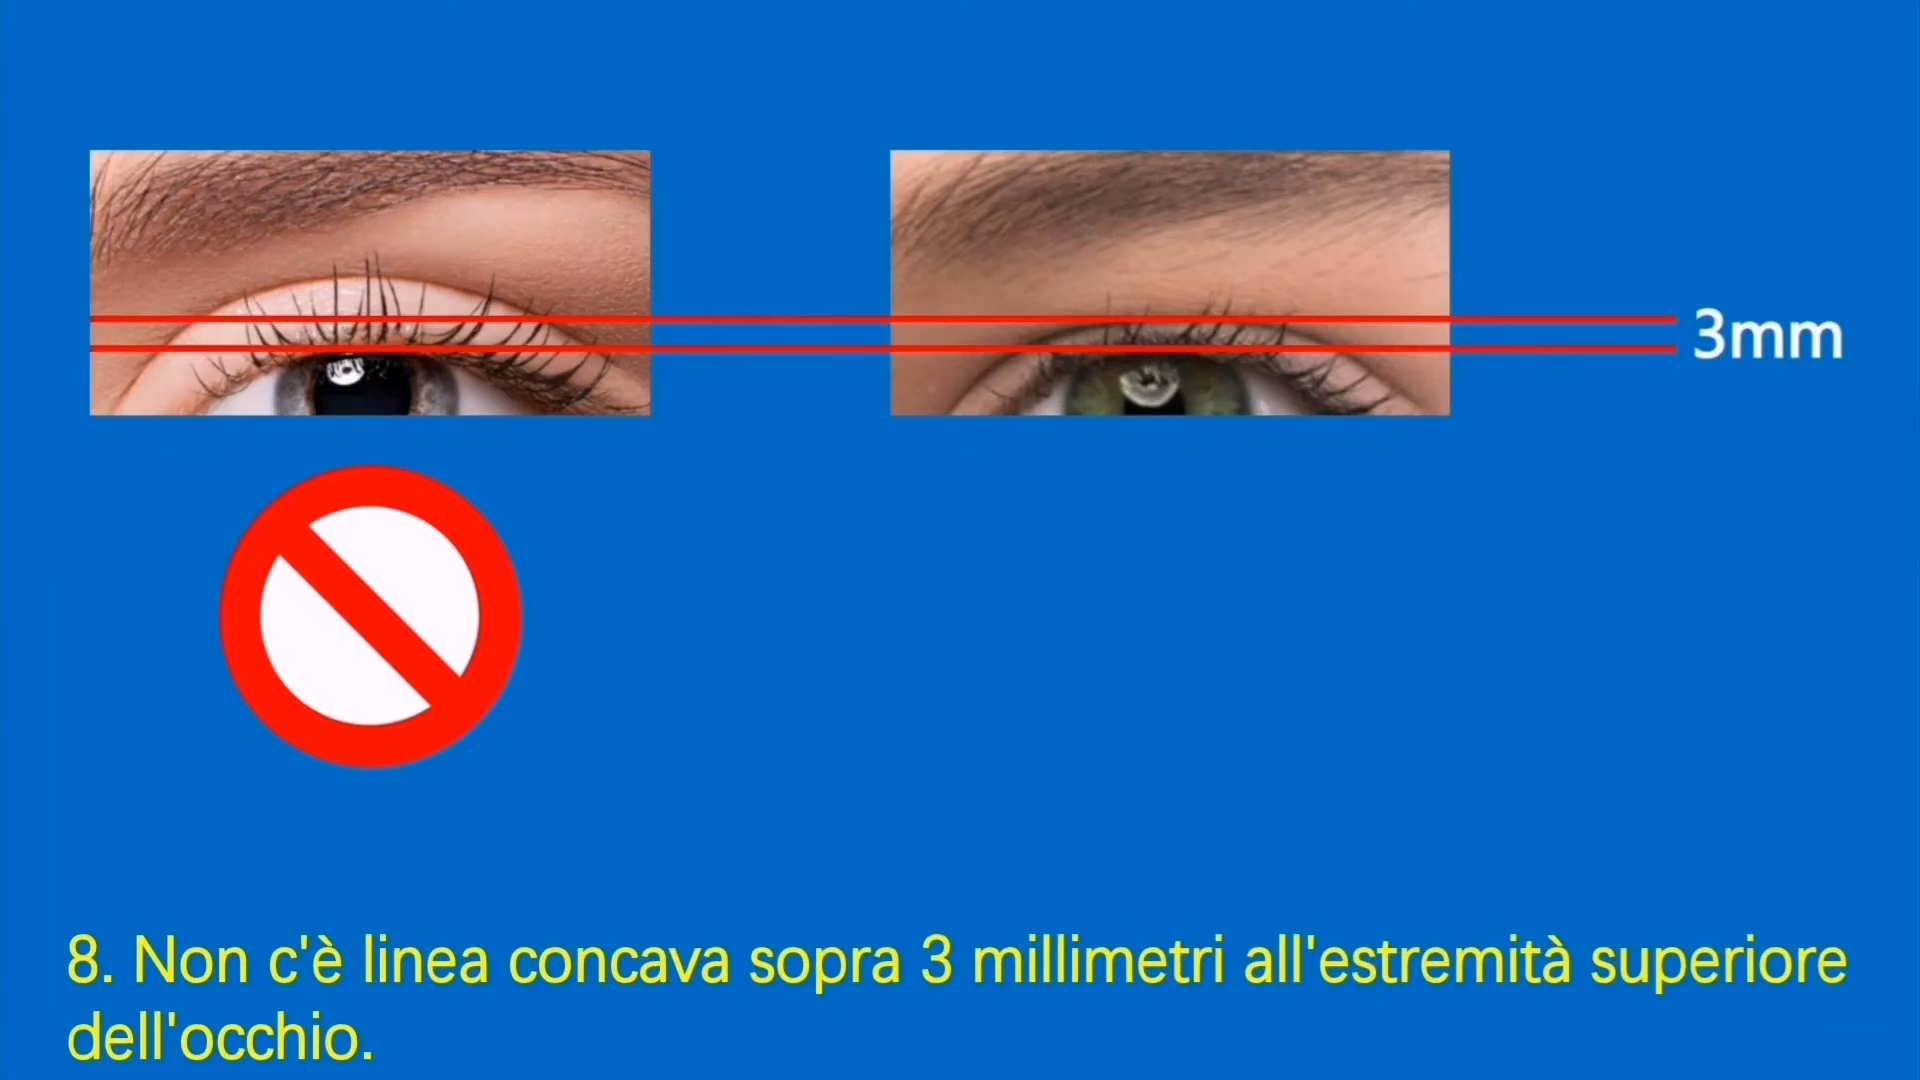 3mm
8. Non c'è linea concava sopra 3 millimetri all'estremità superiore
dell'occhio.